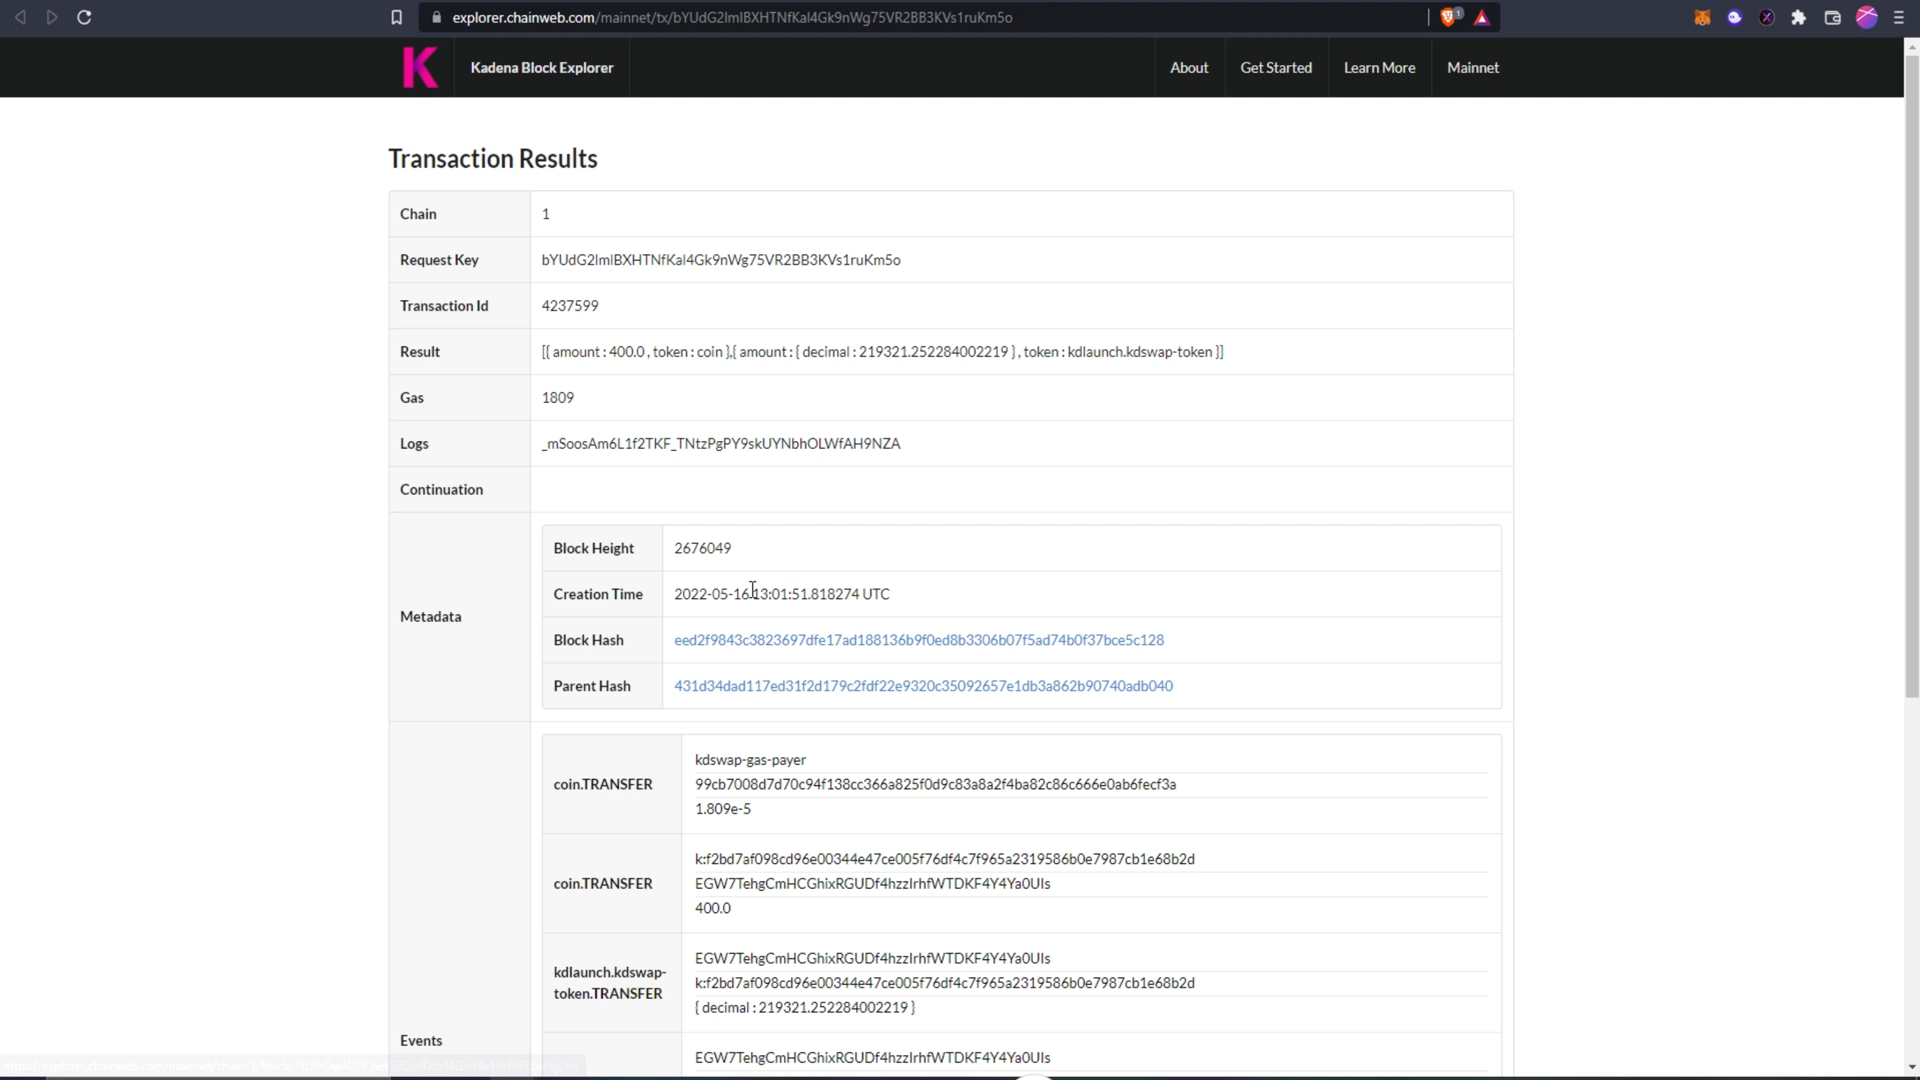 explorer.chainweb.com/mainnet/tx/bYUdG2ImIBXHTNfKal4Gk9nWg75VR2BB3KVs1ruKm5o
1
K
Kadena Block Explorer
About
Get Started
Learn More
Mainnet
Transaction Results
Chain
1
Request Key
bYUdG2ImIBXHTNfKal4Gk9nWg75VR2BB3KVs1ruKm5o
Transaction Id
4237599
Result
[{ amount : 400.0 , token : coin },{ amount : { decimal : 219321.252284002219 } , token : kdlaunch.kdswap-token }]
Gas
1809
Logs
_mSoosAm6L1f2TKF_TNtzPgPY9skUYNbhOLWfAH9NZA
Continuation
Metadata
Block Height
2676049
Creation Time
2022-05-16 13:01:51.818274 UTC
Block Hash
eed2f9843c3823697dfe17ad188136b9f0ed8b3306b07f5ad74b0f37bce5c128
Parent Hash
431d34dad117ed31f2d179c2fdf22e9320c35092657e1db3a862b90740adb040
Events
coin.TRANSFER
kdswap-gas-payer
99cb7008d7d70c94f138cc366a825f0d9c83a8a2f4ba82c86c666e0ab6fecf3a
1.809e-5
coin.TRANSFER
k:f2bd7af098cd96e00344e47ce005f76df4c7f965a2319586b0e7987cb1e68b2d
EGW7TehgCmHCGhixRGUDf4hzzIrhfWTDKF4Y4Ya0UIs
400.0
kdlaunch.kdswap-
token.TRANSFER
EGW7TehgCmHCGhixRGUDf4hzzIrhfWTDKF4Y4Ya0UIs
k:f2bd7af098cd96e00344e47ce005f76df4c7f965a2319586b0e7987cb1e68b2d
{ decimal : 219321.252284002219 }
EGW7TehgCmHCGhixRGUDf4hzzIrhfWTDKF4Y4Ya0UIs